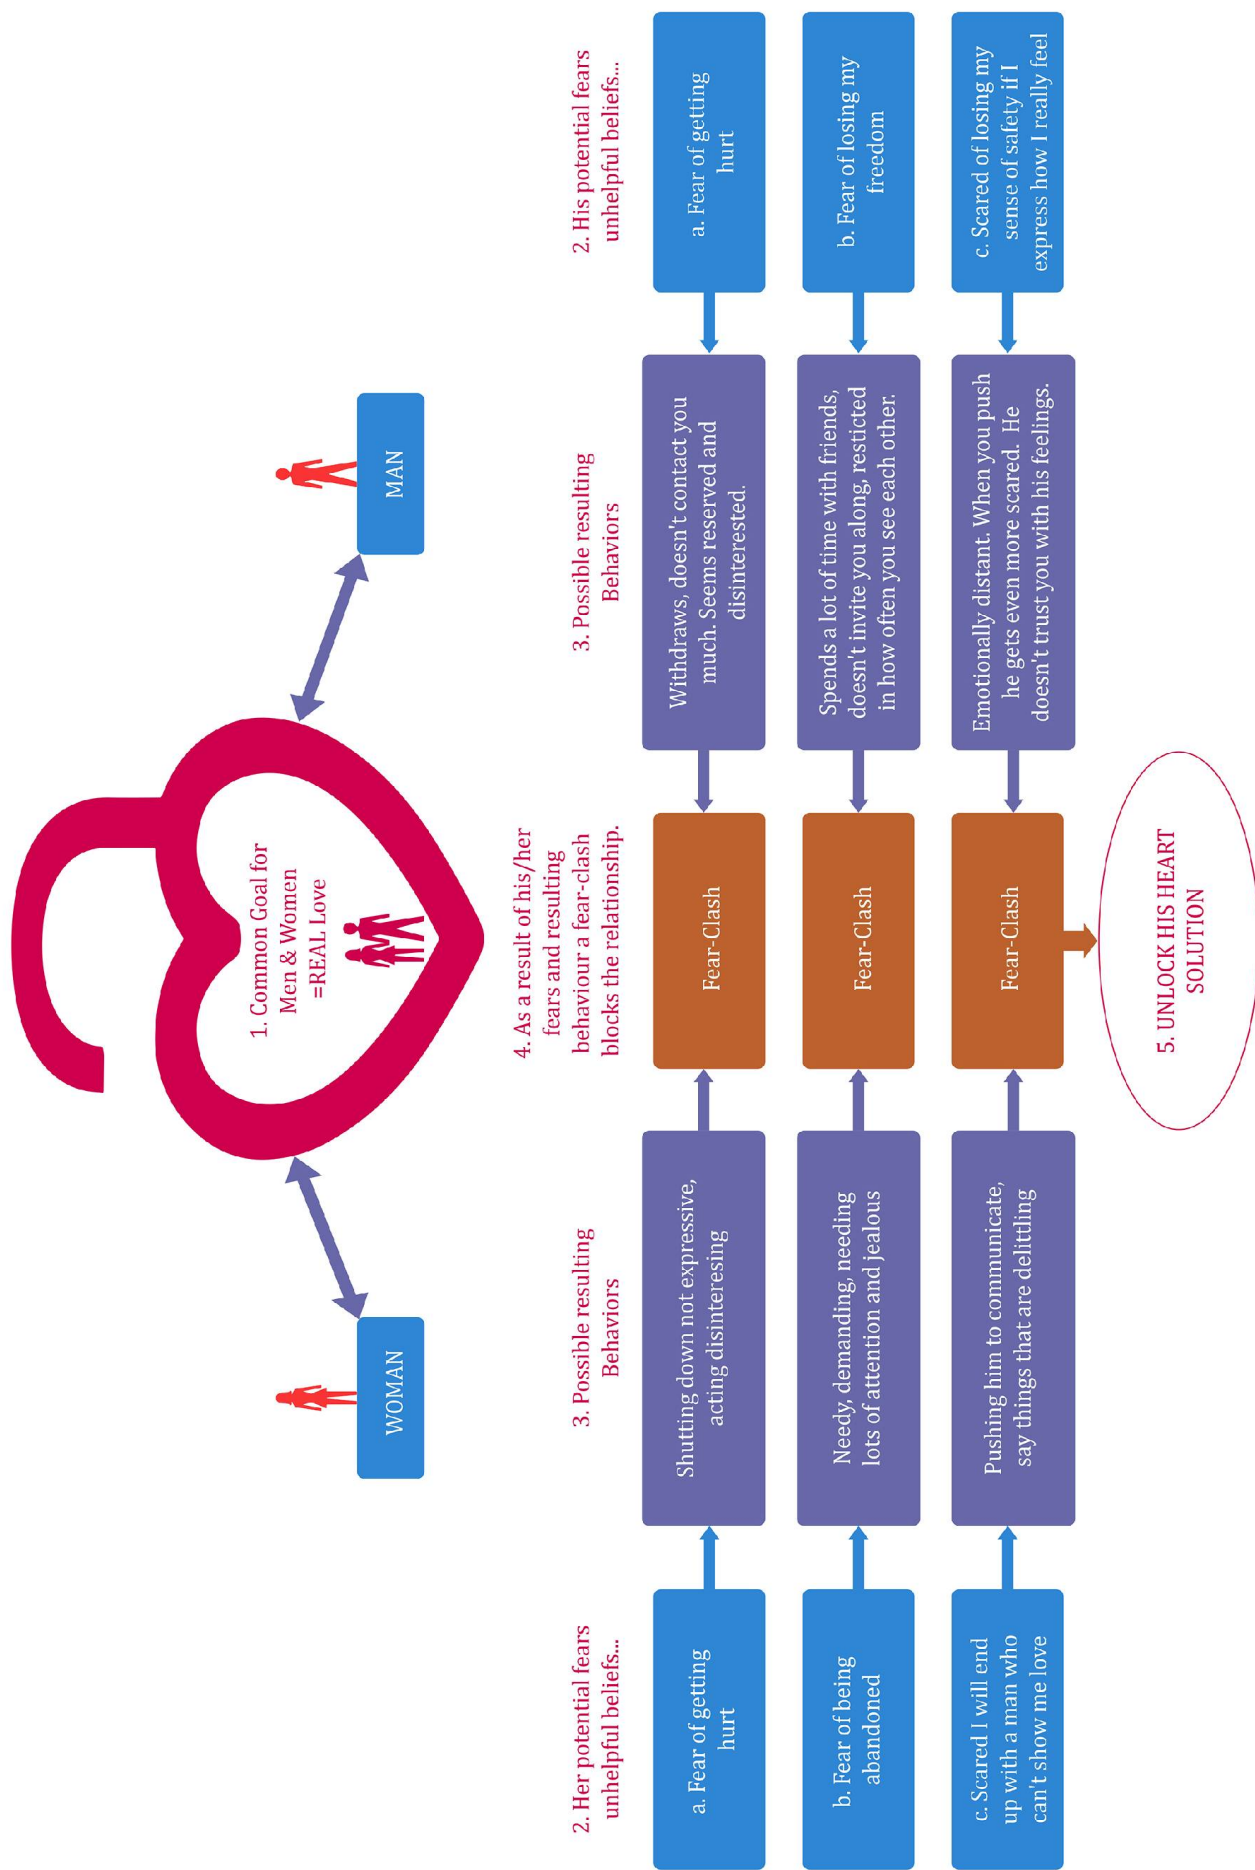 1. Common Goal for
Men & Women
=REAL Love
WOMAN
MAN
2. Her potential fears
unhelpful beliefs...
3. Possible resulting
Behaviors
4. As a result of his/her
fears and resulting
behaviour a fear-clash
blocks the relationship.
3. Possible resulting
Behaviors
2. His potential fears
unhelpful beliefs...
a. Fear of getting
hurt
Shutting down not expressive,
acting disinteresing
Fear-Clash
Withdraws, doesn't contact you
much. Seems reserved and
disinterested.
a. Fear of getting
hurt
b. Fear of being
abandoned
Needy, demanding, needing
lots of attention and jealous
Fear-Clash
Spends a lot of time with friends,
doesn't invite you along, resticted
in how often you see each other.
b. Fear of losing my
freedom
c. Scared I will end
up with a man who
can't show me love
Pushing him to communicate,
say things that are delittling
Fear-Clash
Emotionally distant. When you push
he gets even more scared. He
doesn't trust you with his feelings.
c. Scared of losing my
sense of safety if I
express how I really feel
5. UNLOCK HIS HEART
SOLUTION